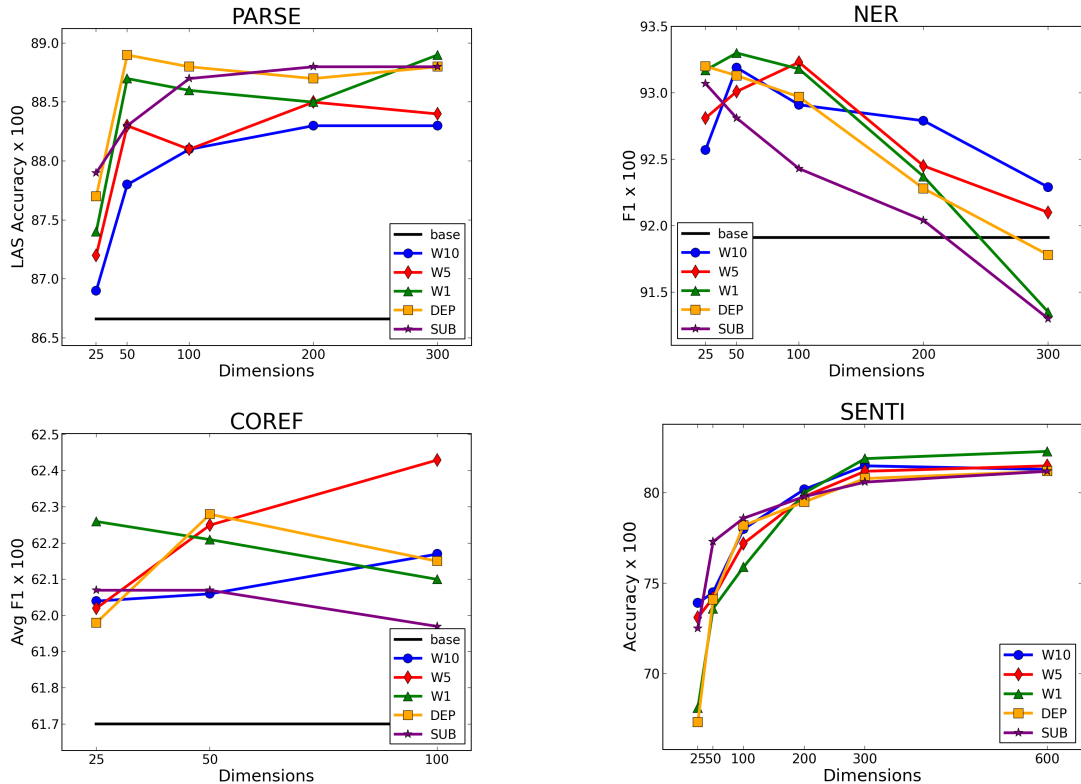 PARSE
LAS Accuracy x 100
89.0
88.5
88.0
87.5
87.0
86.5
25 50 100 200 300
Dimensions
base
W10
W5
W1
DEP
SUB
NER
F1 x 100
93.5
93.0
92.5
92.0
91.5
25 50 100 200 300
Dimensions
base
W10
W5
W1
DEP
SUB
COREF
Avg F1 x 100
62.5
62.4
62.3
62.2
62.1
62.0
61.9
61.8
61.7
25 50 100
Dimensions
base
W10
W5
W1
DEP
SUB
SENTI
Accuracy x 100
80
75
70
25 50 100 200 300 600
Dimensions
W10
W5
W1
DEP
SUB